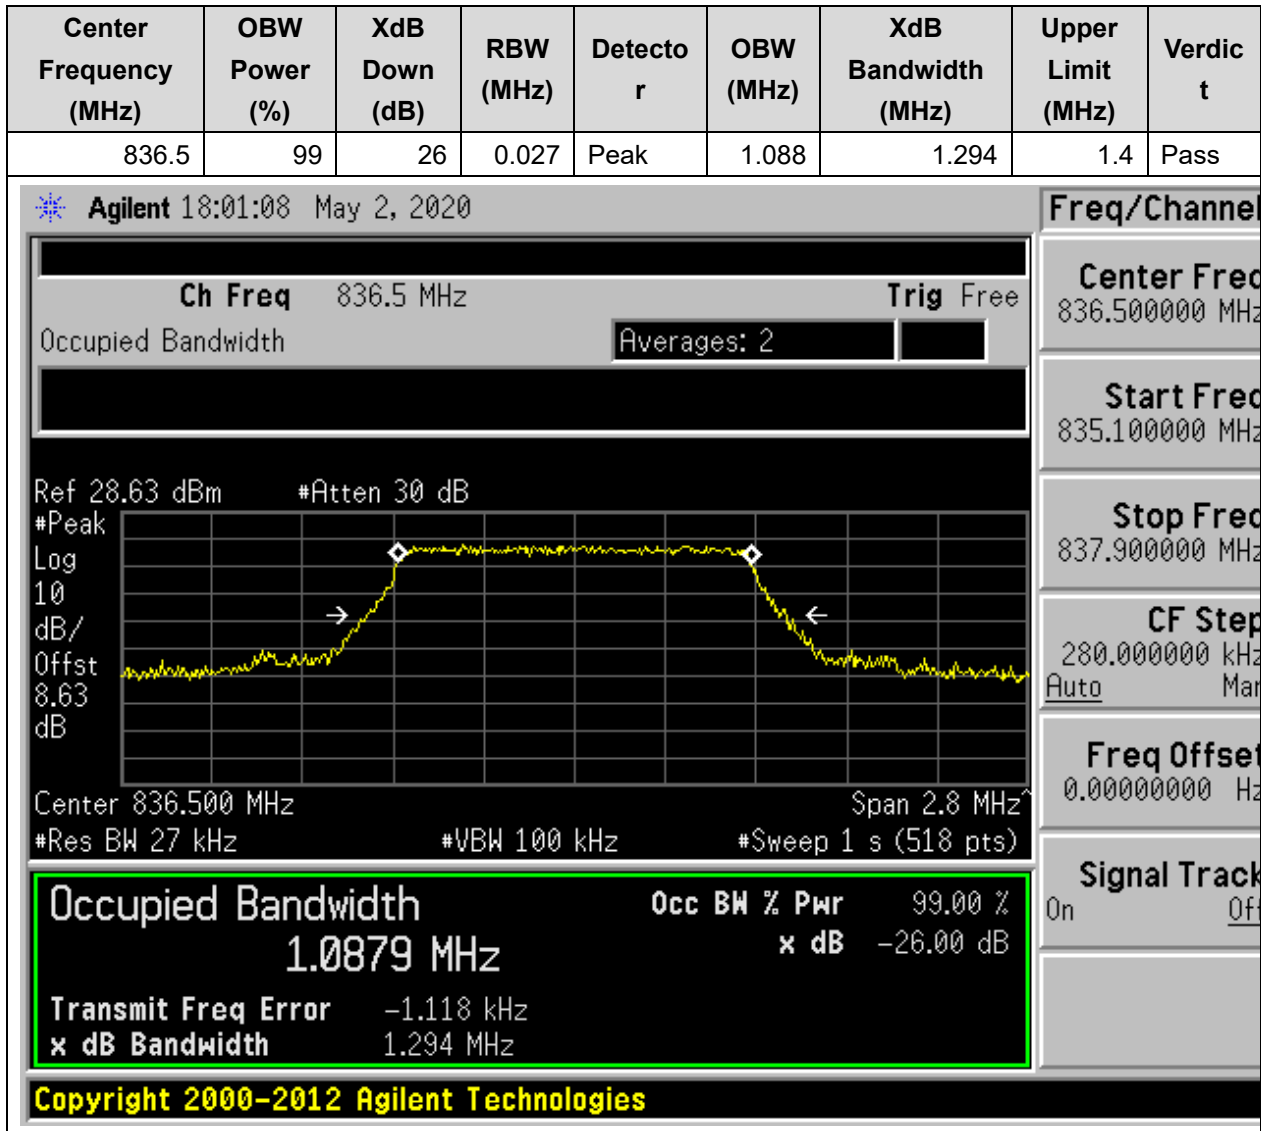 Center Frequency (MHz) OBW Power (%) XdB Down (dB) RBW (MHz) Detecto r OBW (MHz) XdB Bandwidth (MHz) Upper Limit (MHz) Verdic t
836.5 99 26 0.027 Peak 1.088 1.294 1.4 Pass
Agilent 18:01:08 May 2, 2020
Freq/Channel
Ch Freq 836.5 MHz Trig Free
Occupied Bandwidth Averages: 2
Center Freq
836.500000 MHz
Start Freq
835.100000 MHz
Stop Freq
837.900000 MHz
CF Step
280.000000 kHz
Auto Man
Freq Offset
0.00000000 Hz
Signal Track
On Off
Ref 28.63 dBm #Atten 30 dB
#Peak
Log
10
dB/
Offst
8.63
dB
Center 836.500 MHz Span 2.8 MHz^
#Res BW 27 kHz #VBW 100 kHz #Sweep 1 s (518 pts)
Occupied Bandwidth Occ BW % Pwr 99.00 %
1.0879 MHz x dB -26.00 dB
Transmit Freq Error -1.118 kHz
x dB Bandwidth 1.294 MHz
Copyright 2000-2012 Agilent Technologies